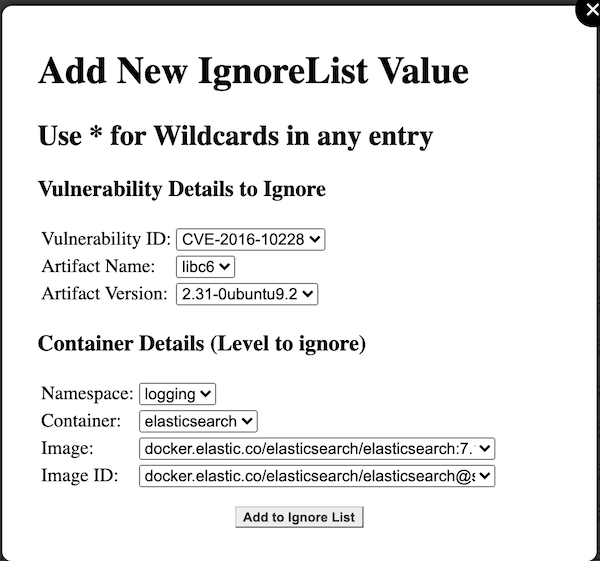 Add New IgnoreList Value
Use * for Wildcards in any entry
Vulnerability Details to Ignore
Vulnerability ID: CVE-2016-10228
Artifact Name: libc6
Artifact Version: 2.31-0ubuntu9.2
Container Details (Level to ignore)
Namespace: logging
Container: elasticsearch
Image: docker.elastic.co/elasticsearch/elasticsearch:7.
Image ID: docker.elastic.co/elasticsearch/elasticsearch@s
Add to Ignore List